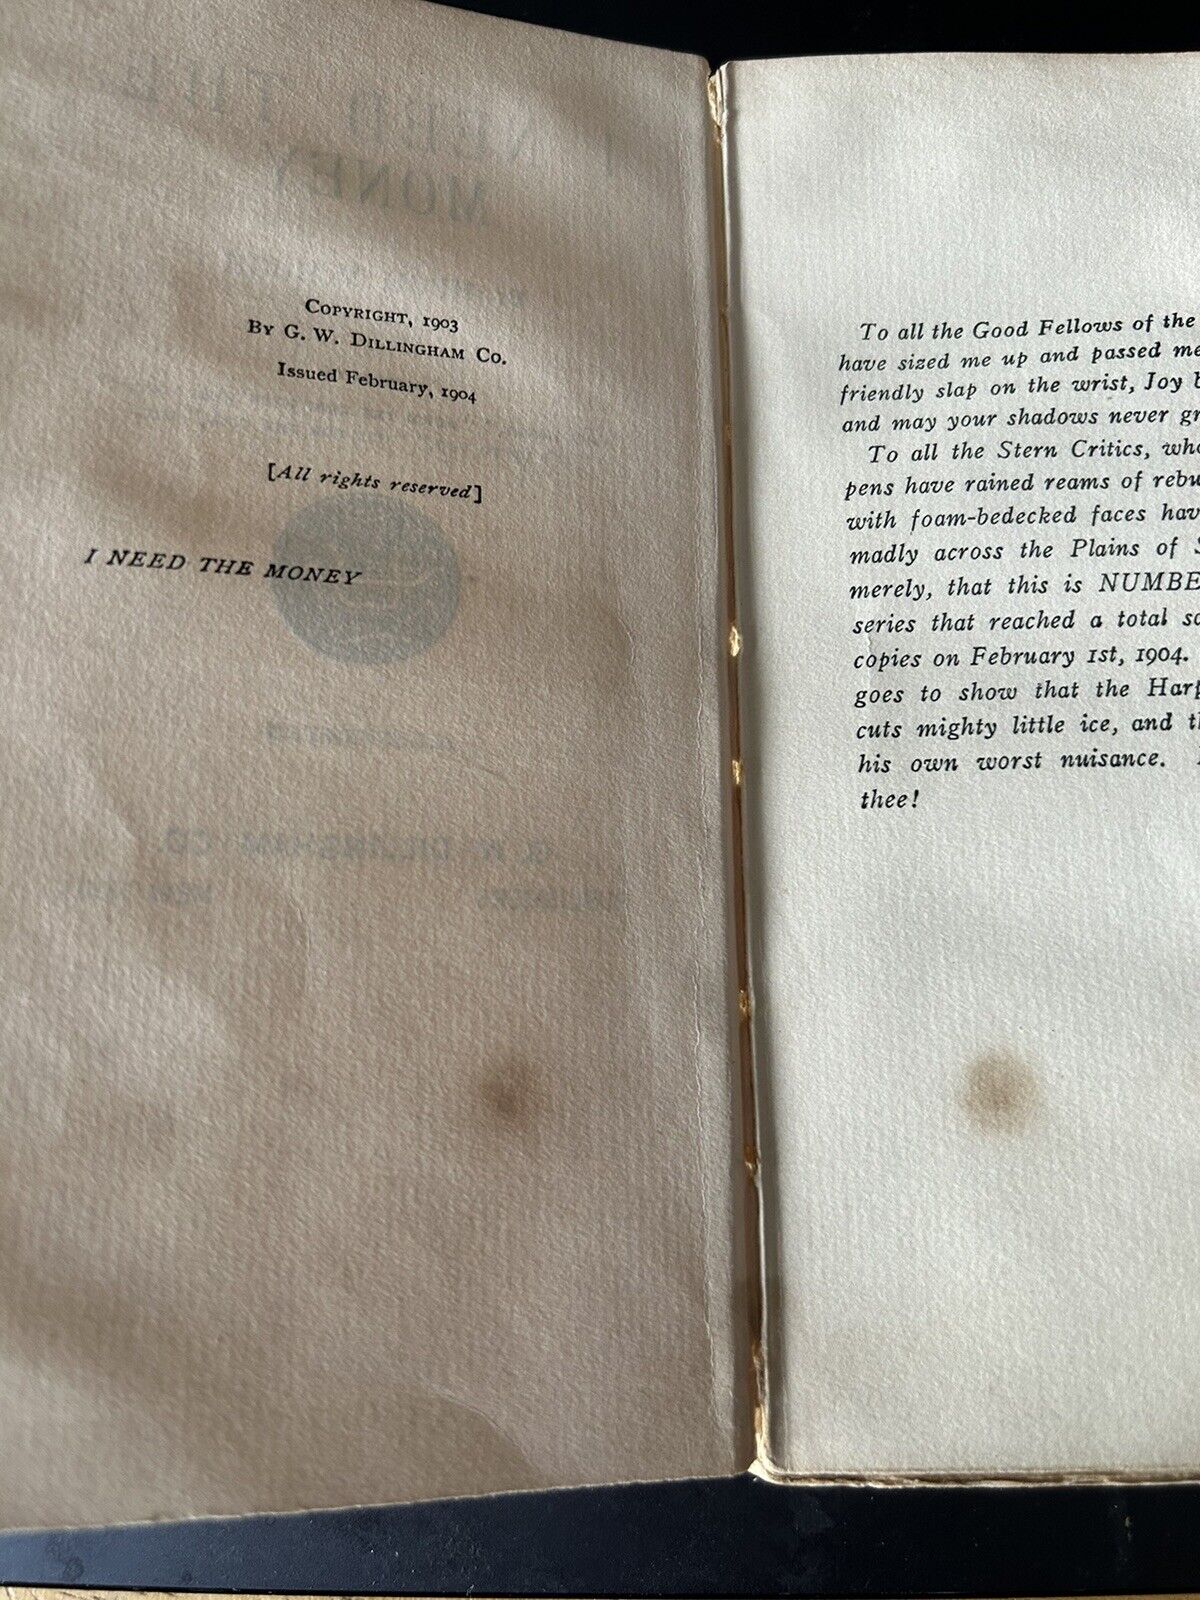 COPYRIGHT, 1903
BY G. W. DILLINGHAM CO.
Issued February, 1904
[All rights reserved]
I NEED THE MONEY
To all the Good Fellows of the
have sized me up and passed me
friendly slap on the wrist, Joy
and may your shadows never
To all the Stern Critics,
pens have rained reams of
with foam-bedecked faces
madly across the Plains of
merely, that this is
series that reached a total
copies on February 1st, 1904.
goes to show that the
cuts mighty little ice, and
his own worst nuisance.
thee!